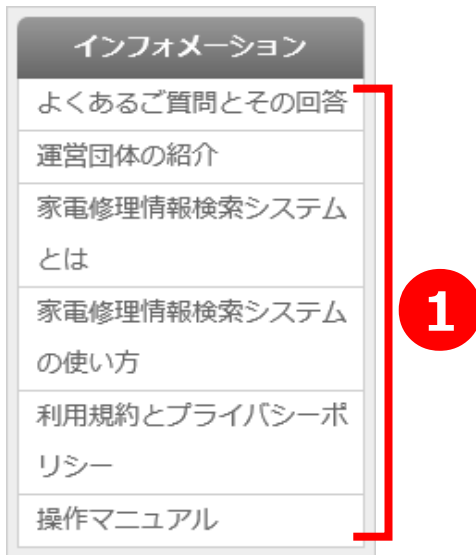 インフォメーション
よくあるご質問とその回答
運営団体の紹介
家電修理情報検索システム
とは
家電修理情報検索システム
の使い方
利用規約とプライバシーポ
リシー
操作マニュアル
1